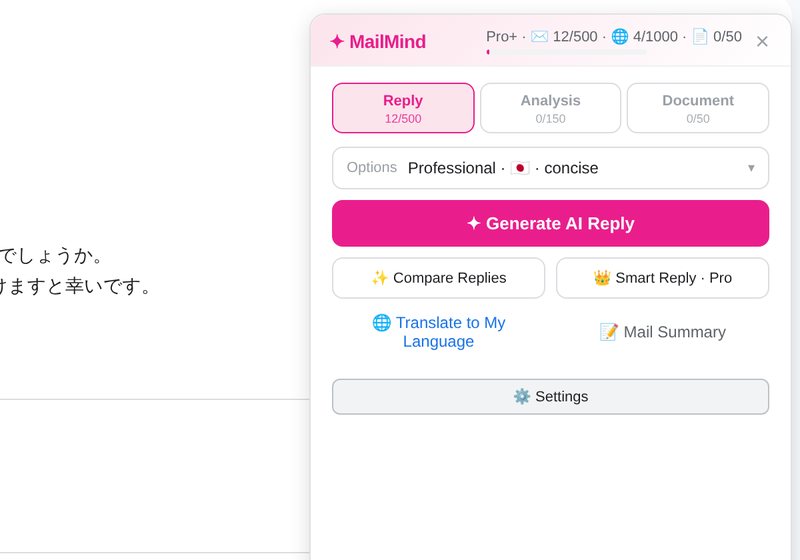 ✦ MailMind
Pro+ · ✉️ 12/500 · 🌐 4/1000 · 📄 0/50 ✕
Reply
12/500
Analysis
0/150
Document
0/50
Options Professional · 🇯🇵 · concise ▾
✦ Generate AI Reply
✨ Compare Replies
👑 Smart Reply · Pro
🌐 Translate to My
Language
📝 Mail Summary
⚙️ Settings
でしょうか。
けますと幸いです。